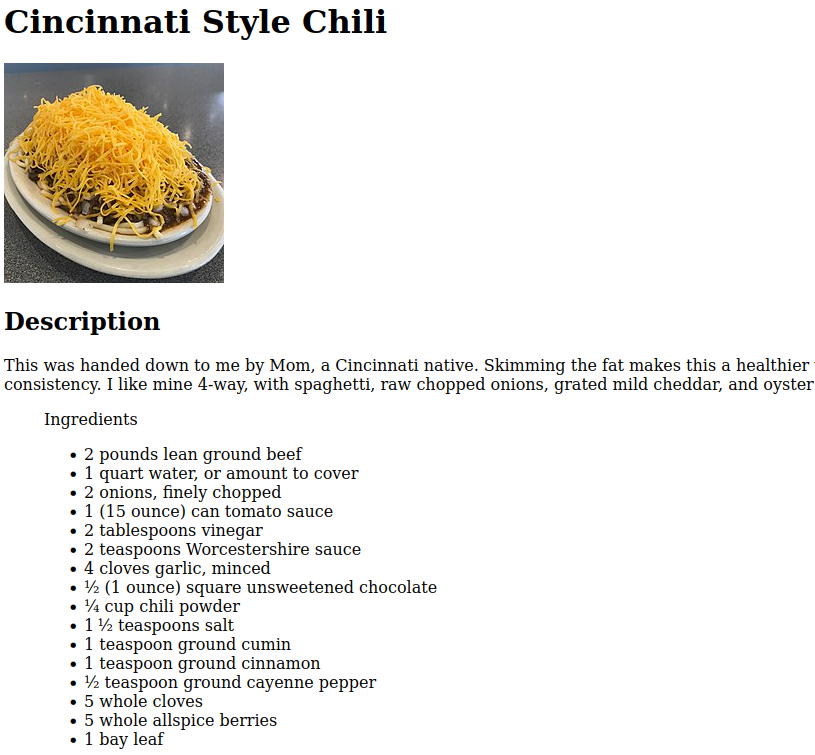 Cincinnati Style Chili
Description
This was handed down to me by Mom, a Cincinnati native. Skimming the fat makes this a healthier
consistency. I like mine 4-way, with spaghetti, raw chopped onions, grated mild cheddar, and oyster
Ingredients
• 2 pounds lean ground beef
• 1 quart water, or amount to cover
• 2 onions, finely chopped
• 1 (15 ounce) can tomato sauce
• 2 tablespoons vinegar
• 2 teaspoons Worcestershire sauce
• 4 cloves garlic, minced
• ½ (1 ounce) square unsweetened chocolate
• ¼ cup chili powder
• 1 ½ teaspoons salt
• 1 teaspoon ground cumin
• 1 teaspoon ground cinnamon
• ½ teaspoon ground cayenne pepper
• 5 whole cloves
• 5 whole allspice berries
• 1 bay leaf